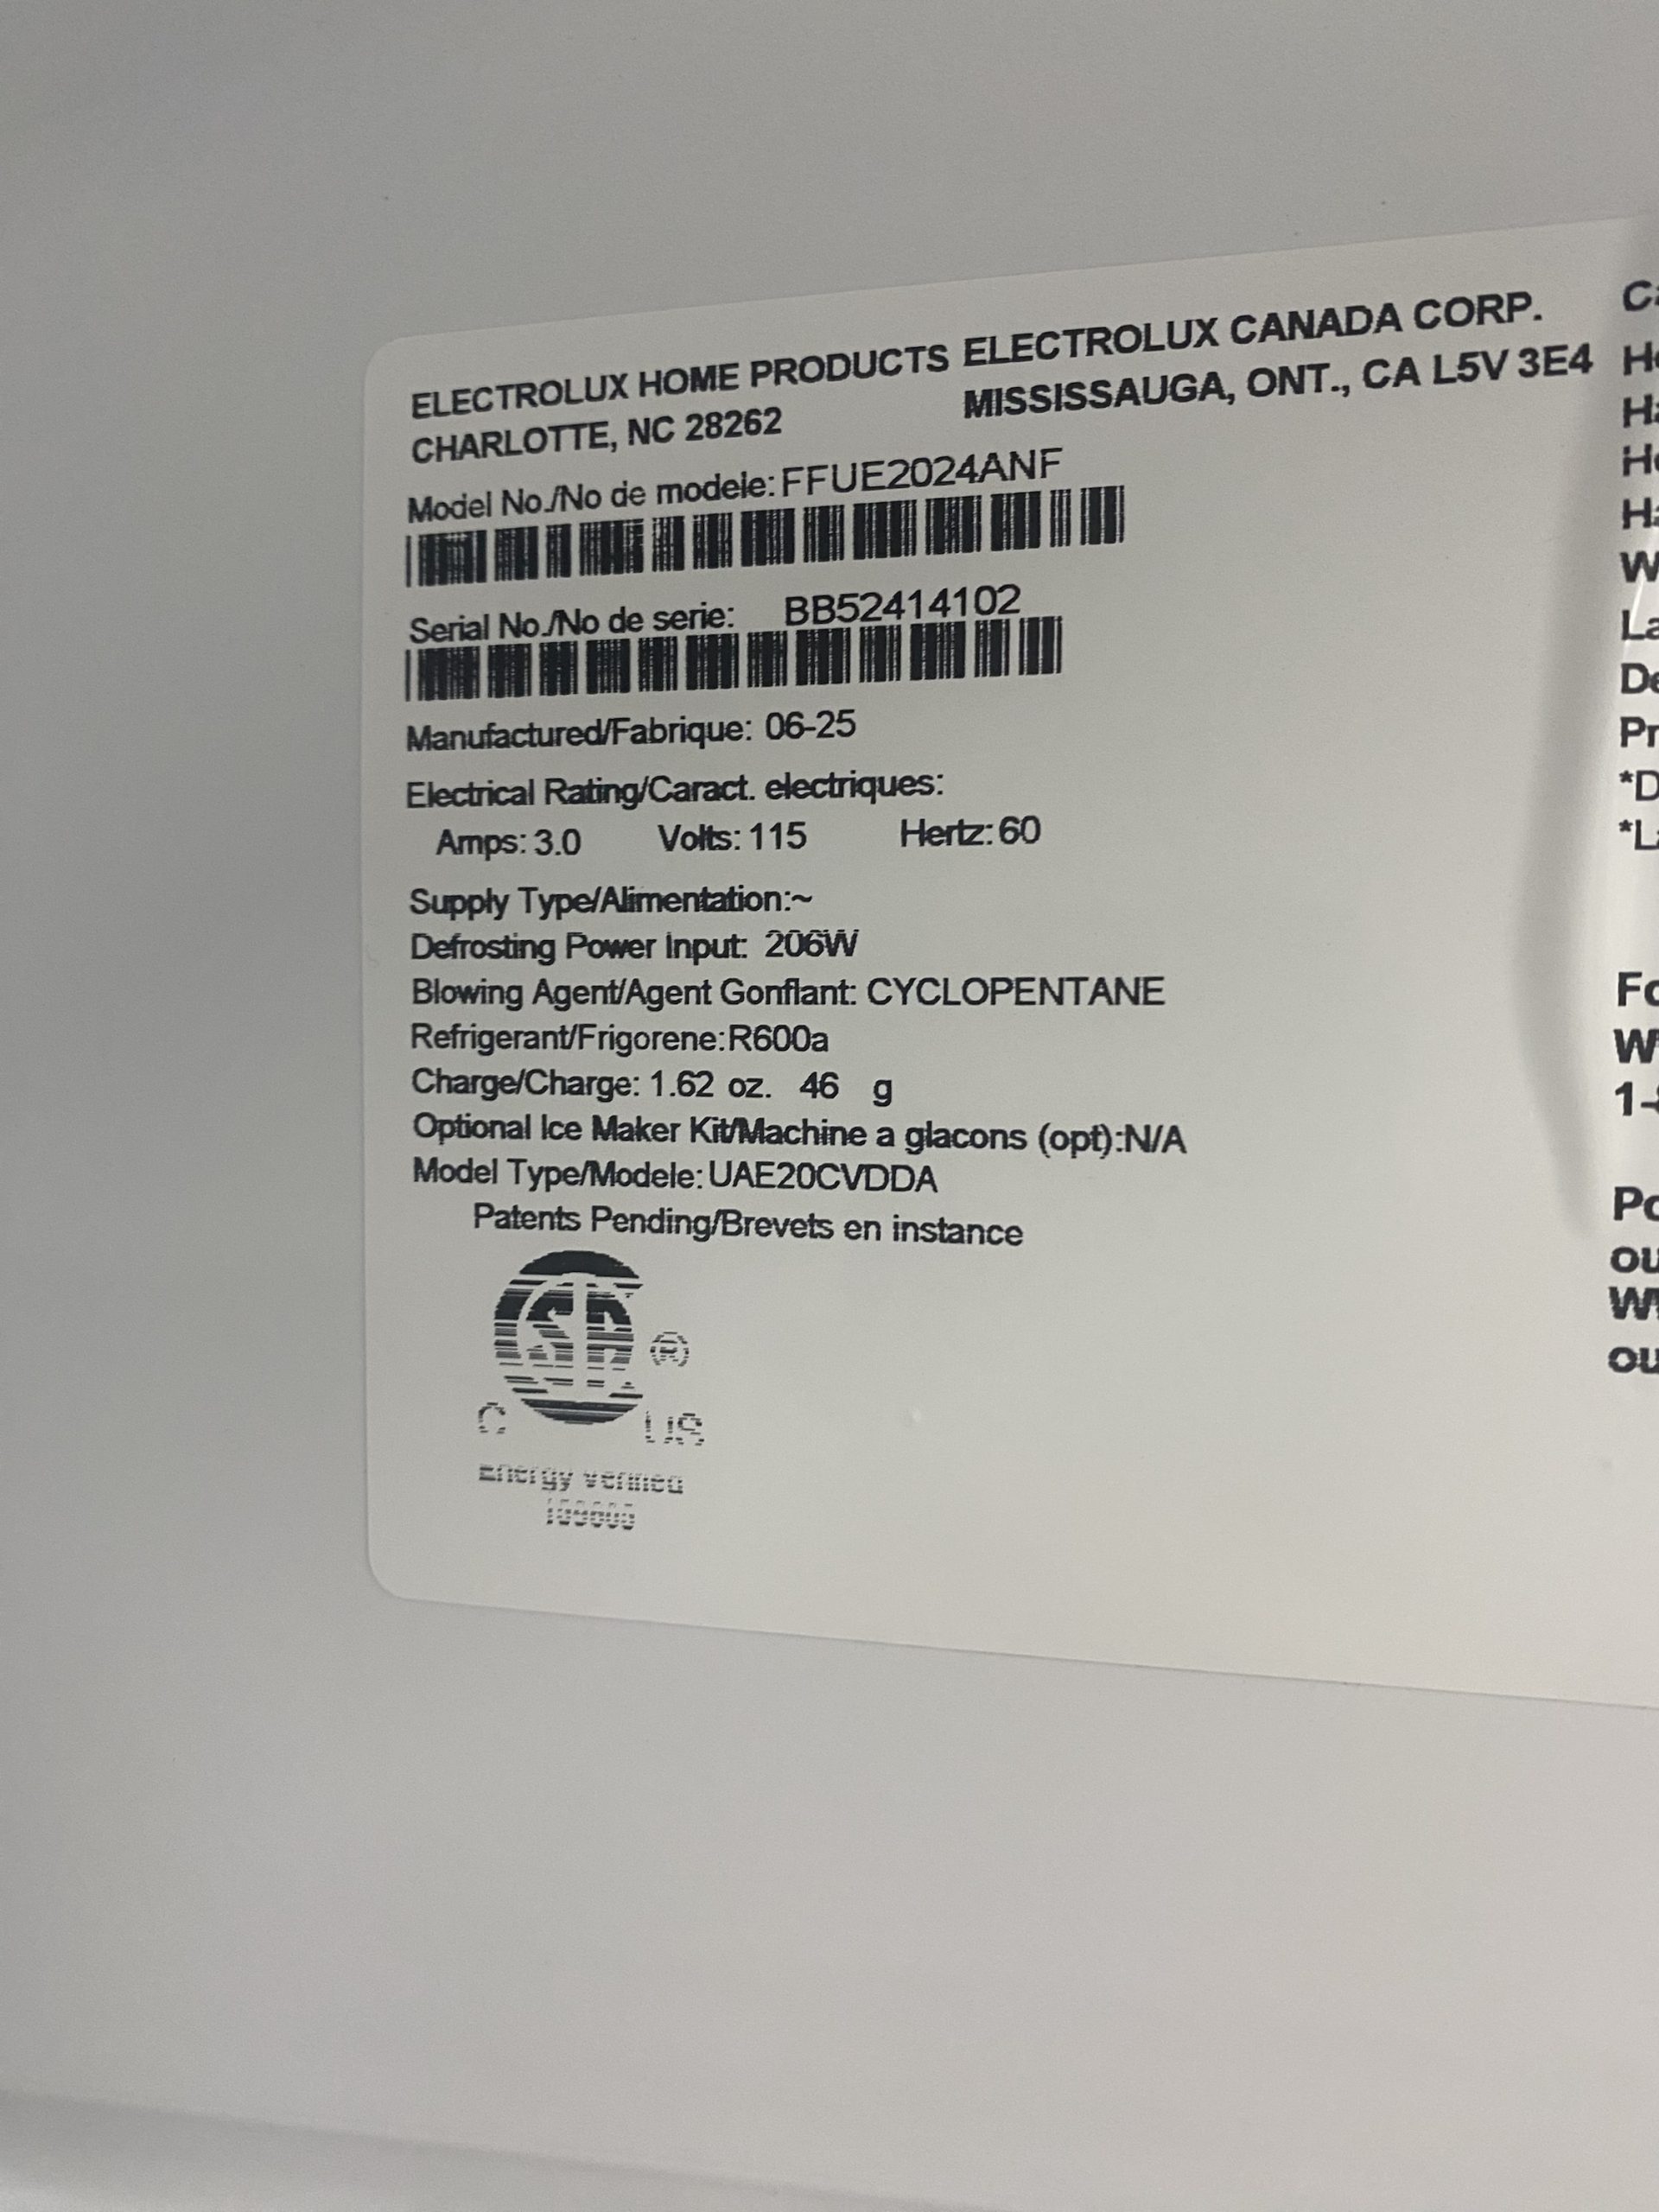 ELECTROLUX HOME PRODUCTS ELECTROLUX CANADA CORP.
CHARLOTTE, NC 28262 MISSISSAUGA, ONT., CA L5V 3E4
Model No./No de modele: FFUE2024ANF
Serial No./No de serie: BB52414102
Manufactured/Fabrique: 06-25
Electrical Rating/Caract. electriques:
Amps: 3.0 Volts: 115 Hertz: 60
Supply Type/Alimentation:~
Defrosting Power Input: 206W
Blowing Agent/Agent Gonflant: CYCLOPENTANE
Refrigerant/Frigorene:R600a
Charge/Charge: 1.62 oz. 46 g
Optional Ice Maker Kit/Machine a glacons (opt):N/A
Model Type/Modele: UAE20CVDDA
Patents Pending/Brevets en instance
®
C US
Energy Verified